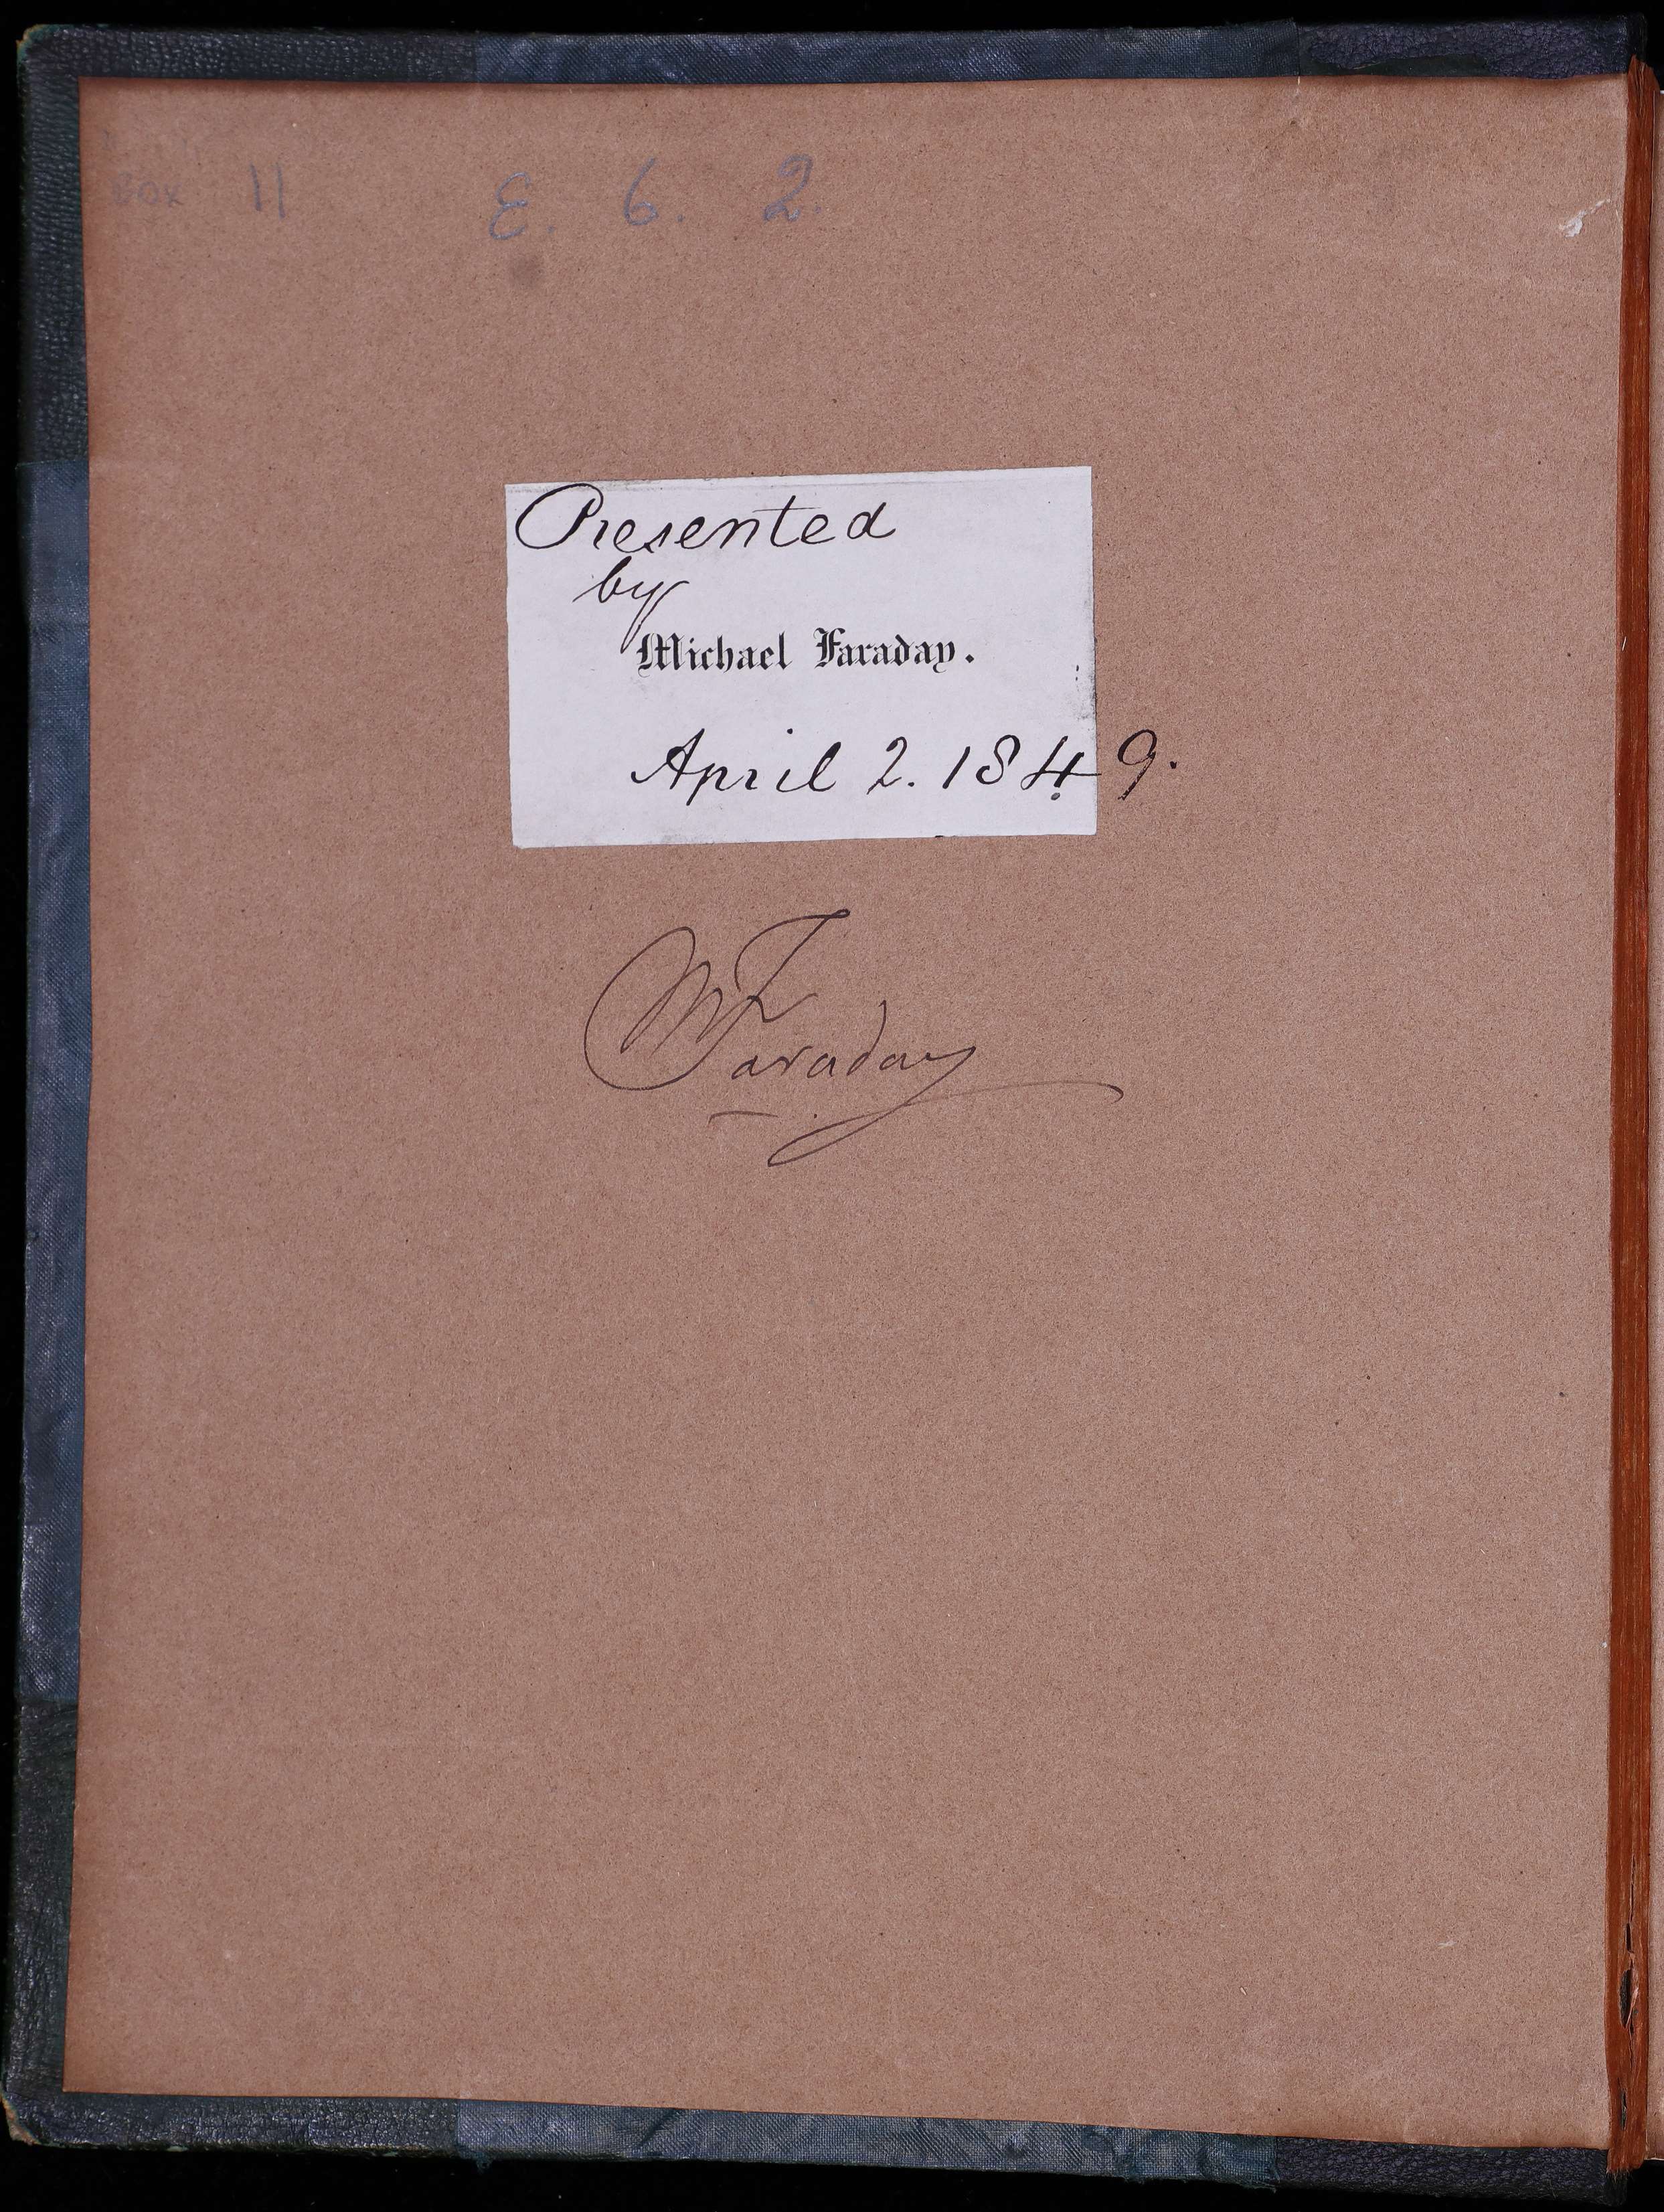 BOX 11 E. 6. 2.
Presented
by
Michael Faraday.
April 2. 1849.
M Faraday